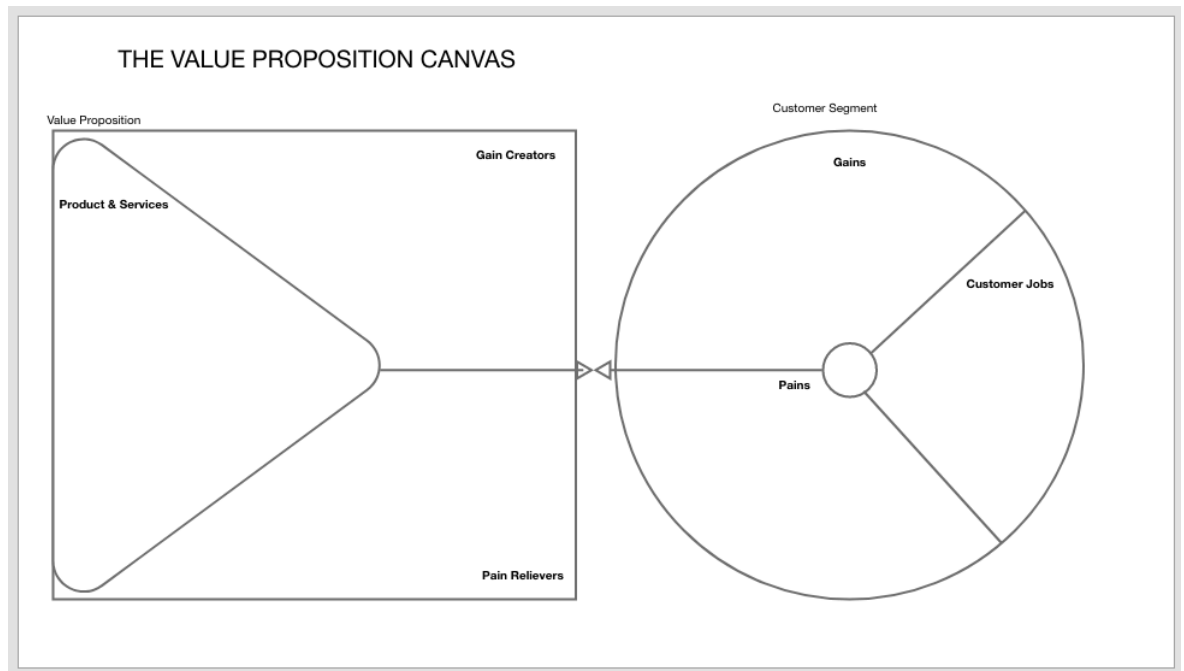 THE VALUE PROPOSITION CANVAS
Value Proposition
Customer Segment
Gain Creators
Gains
Product & Services
Customer Jobs
Pains
Pain Relievers